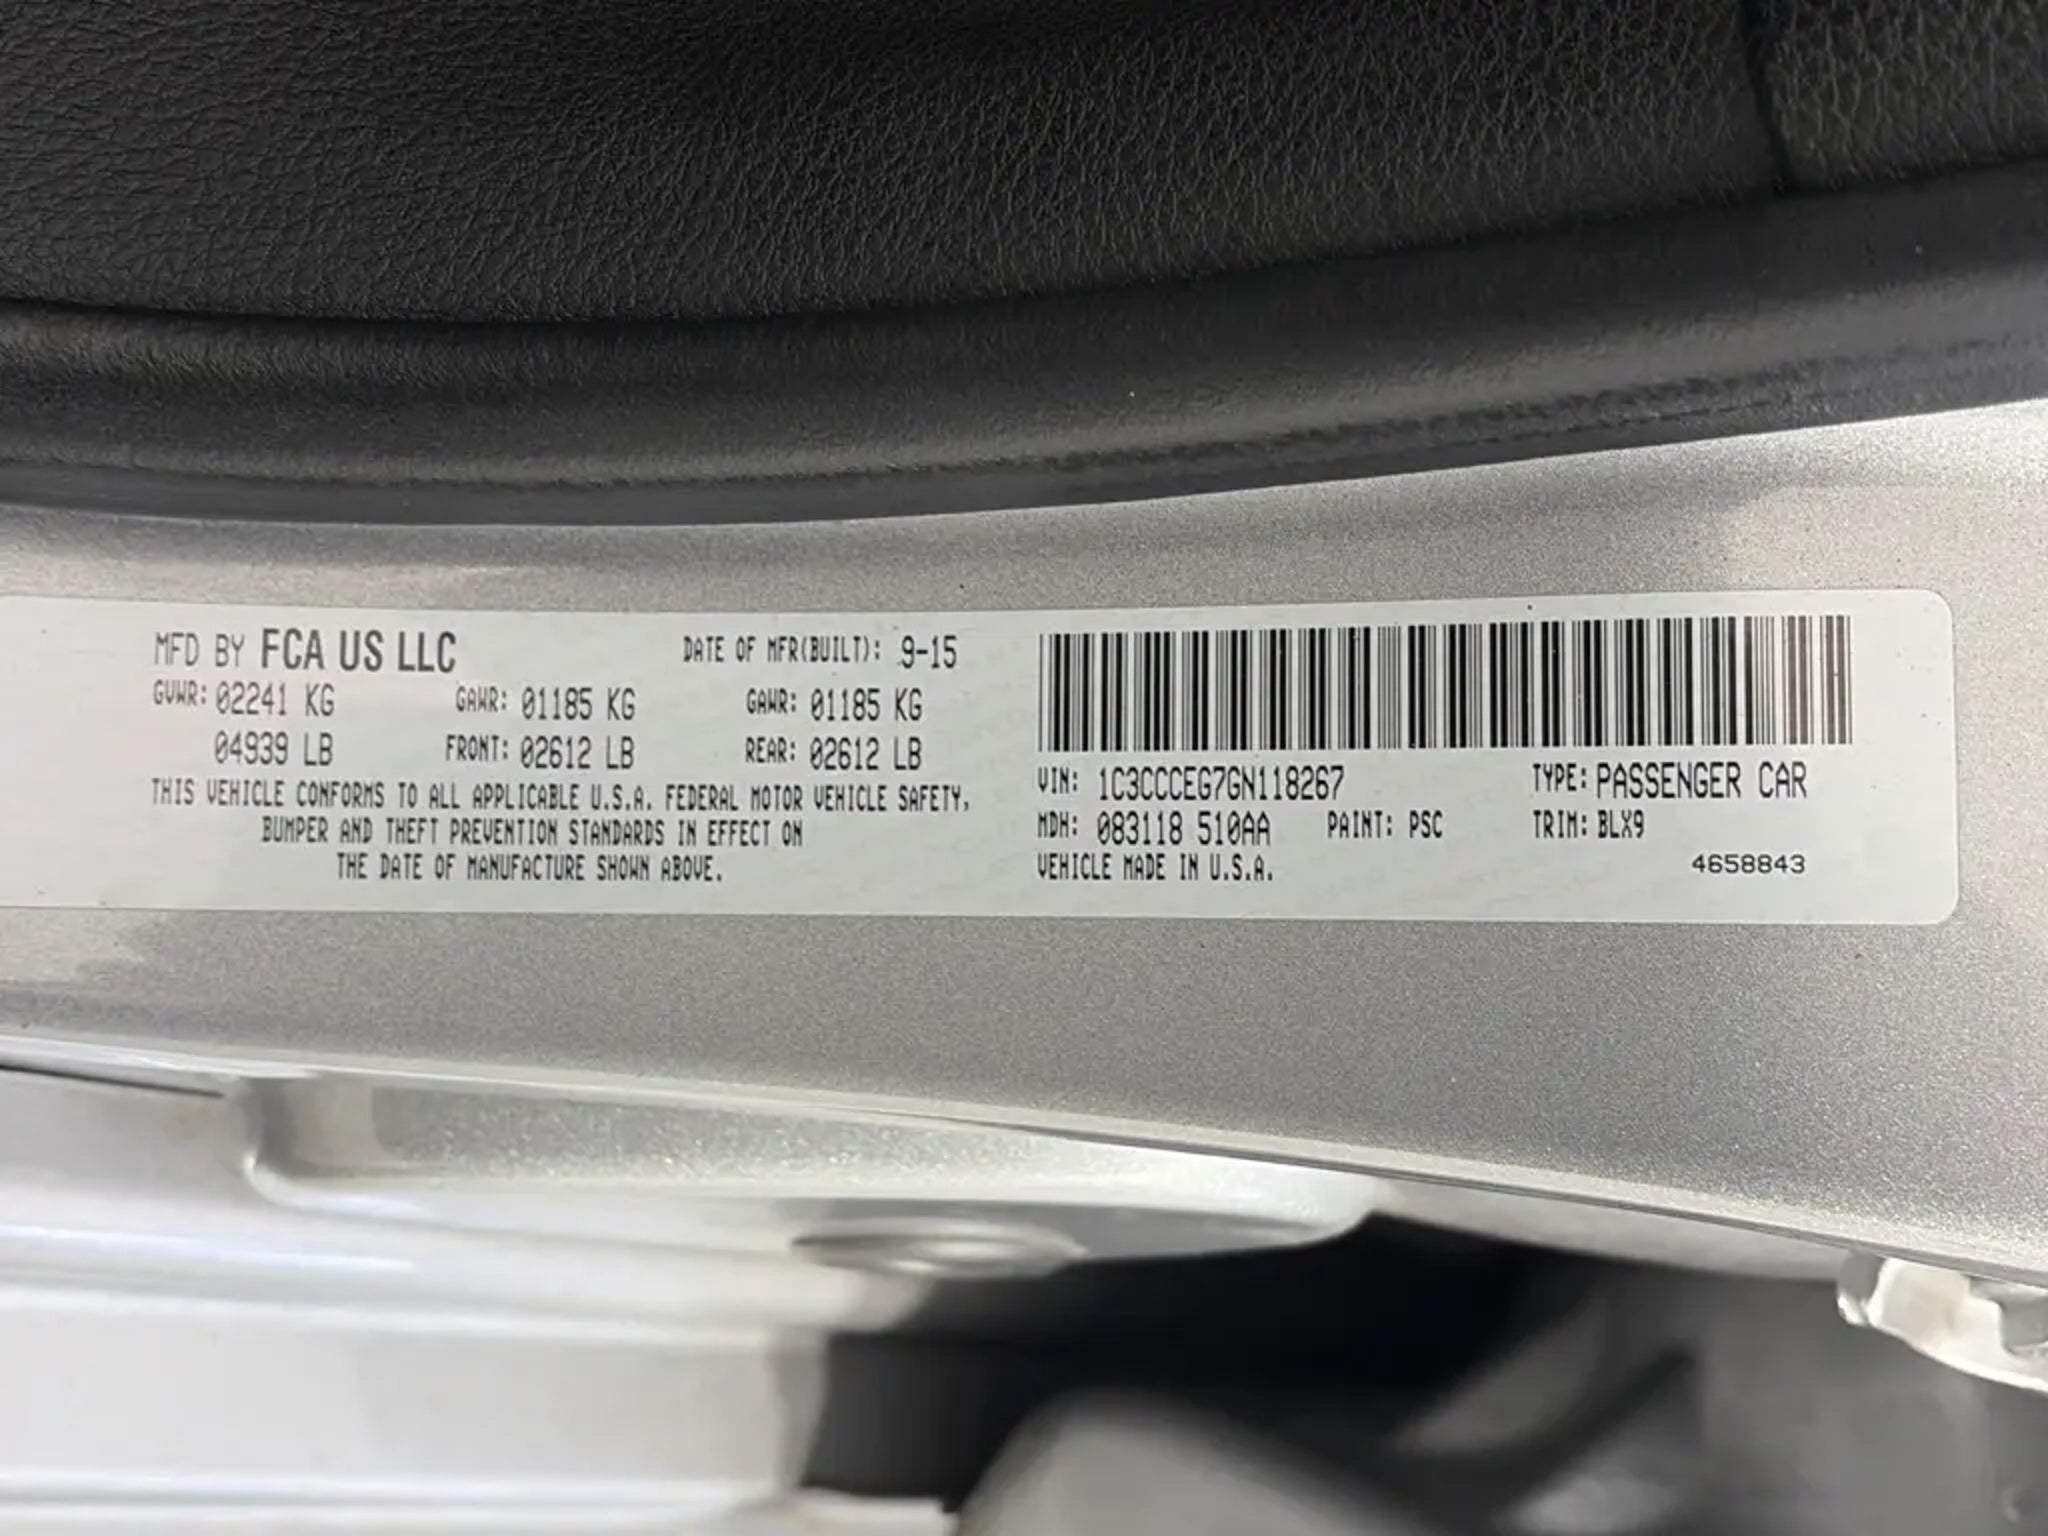 MFD BY FCA US LLC DATE OF MFR(BUILT): 9-15
GVWR: 02241 KG GAWR: 01185 KG GAWR: 01185 KG
04939 LB FRONT: 02612 LB REAR: 02612 LB
THIS VEHICLE CONFORMS TO ALL APPLICABLE U.S.A. FEDERAL MOTOR VEHICLE SAFETY,
BUMPER AND THEFT PREVENTION STANDARDS IN EFFECT ON
THE DATE OF MANUFACTURE SHOWN ABOVE.
VIN: 1C3CCCEG7GN118267 TYPE: PASSENGER CAR
MDH: 083118 510AA PAINT: PSC TRIM: BLX9
VEHICLE MADE IN U.S.A. 4658843